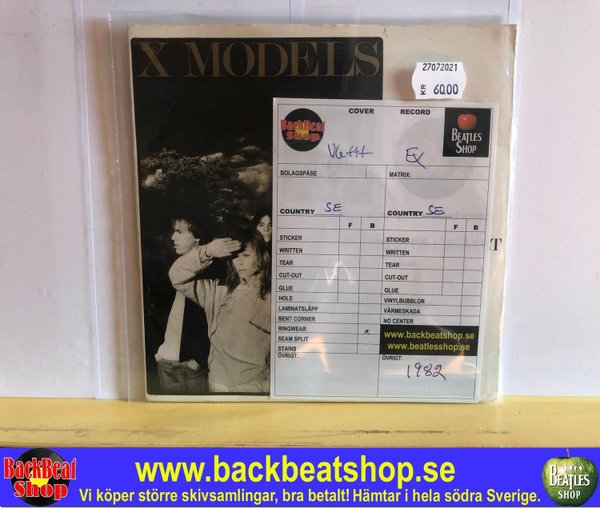 X MODELS
27072021
KR 60.00
BackBeat Shop
COVER
RECORD
BEATLES SHOP
Ex
BOLAGSPÅSE
MATRIX:
COUNTRY SE
COUNTRY SE
F B
F B
STICKER
STICKER
WRITTEN
WRITTEN
TEAR
TEAR
CUT-OUT
CUT-OUT
GLUE
GLUE
HOLE
VINYLBUBBLOR
LAMINATSLÄPP
VÄRMESKADA
BENT CORNER
NO CENTER
RINGWEAR
www.backbeatshop.se
SEAM SPLIT
www.beatlesshop.se
STAINS
ÖVRIGT:
ÖVRIGT:
1982
T
BackBeat Shop
www.backbeatshop.se
Vi köper större skivsamlingar, bra betalt! Hämtar i hela södra Sverige.
BEATLES SHOP